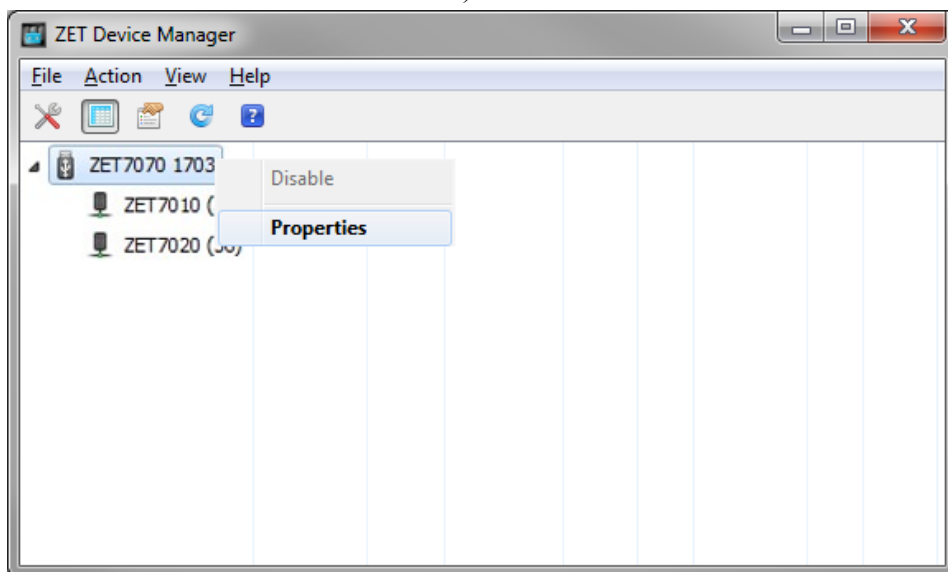 ZET Device Manager
File Action View Help
ZET7070 1703
Disable
ZET7010 (
Properties
ZET7020 (